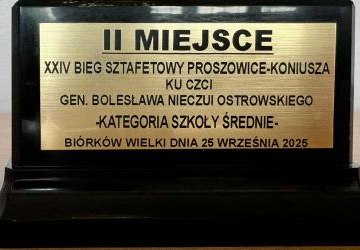 II MIEJSCE
XXIV BIEG SZTAFETOWY PROSZOWICE-KONIUSZA
KU CZCI
GEN. BOLESŁAWA NIECZUI OSTROWSKIEGO
-KATEGORIA SZKOŁY ŚREDNIE-
BIÓRKÓW WIELKI DNIA 25 WRZEŚNIA 2025